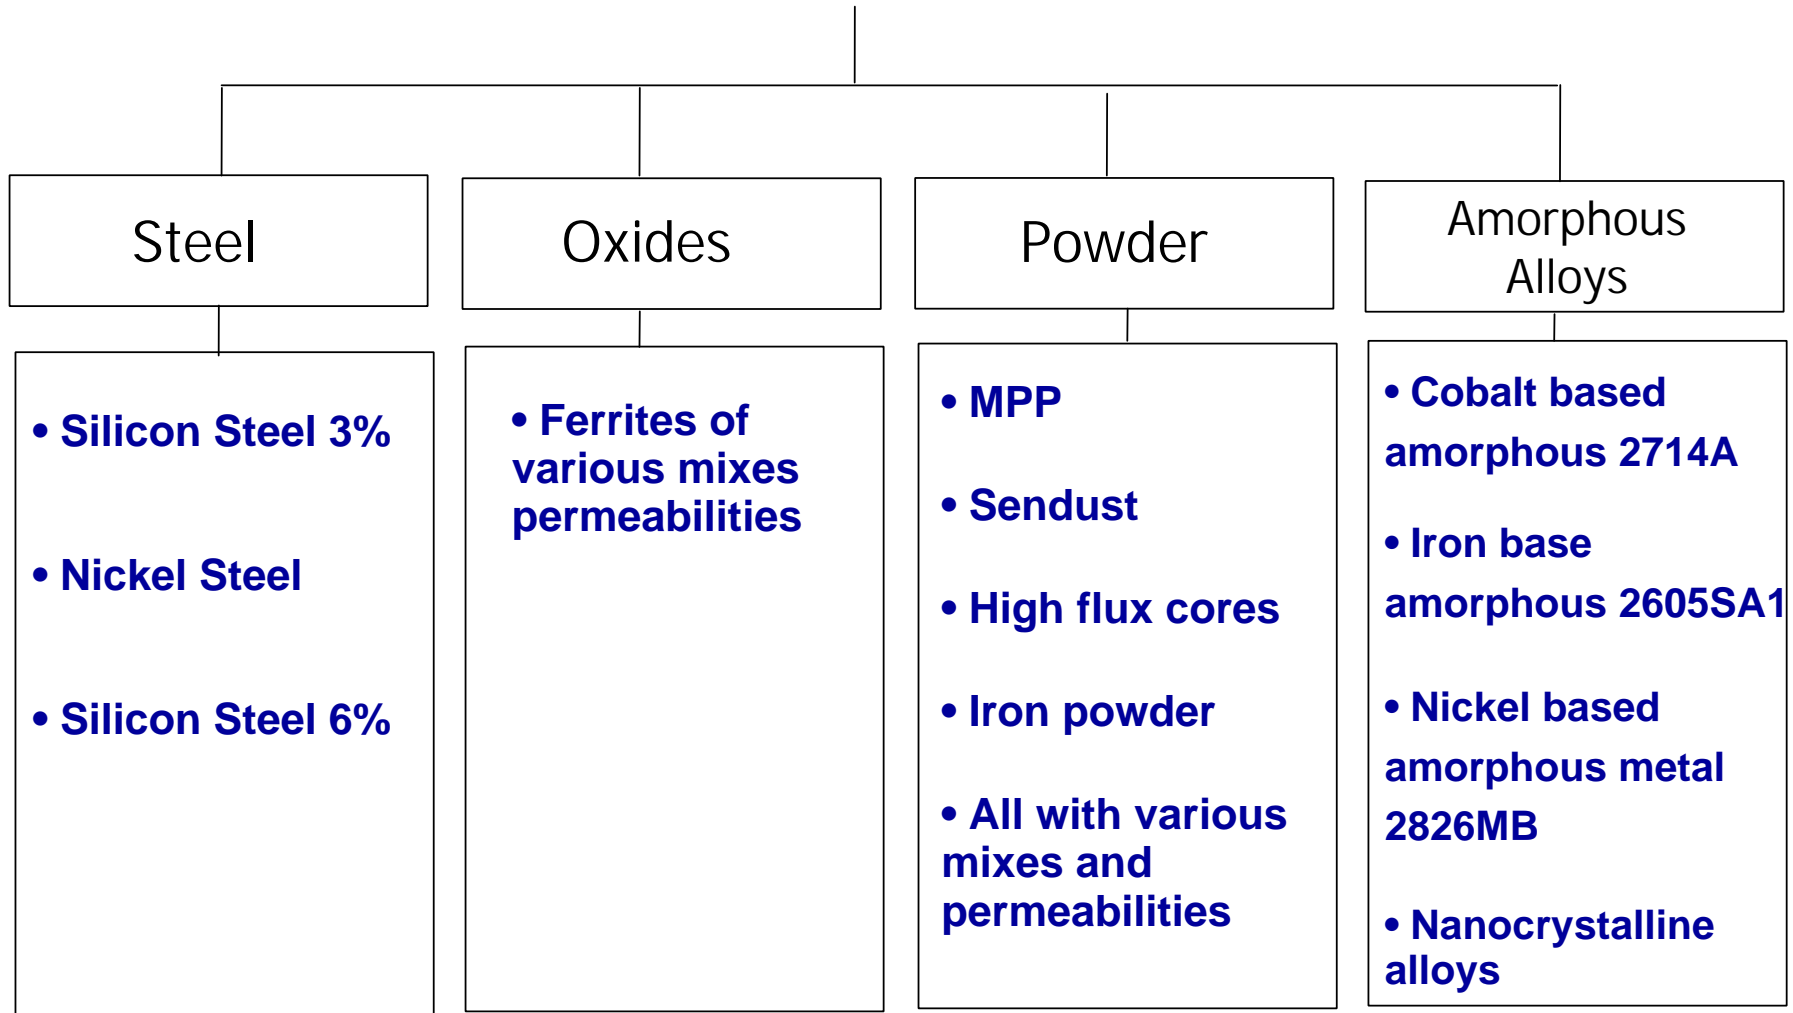 Steel
Oxides
Powder
Amorphous
Alloys
• Silicon Steel 3%
• Nickel Steel
• Silicon Steel 6%
• Ferrites of
various mixes
permeabilities
• MPP
• Sendust
• High flux cores
• Iron powder
• All with various
mixes and
permeabilities
• Cobalt based
amorphous 2714A
• Iron base
amorphous 2605SA1
• Nickel based
amorphous metal
2826MB
• Nanocrystalline
alloys